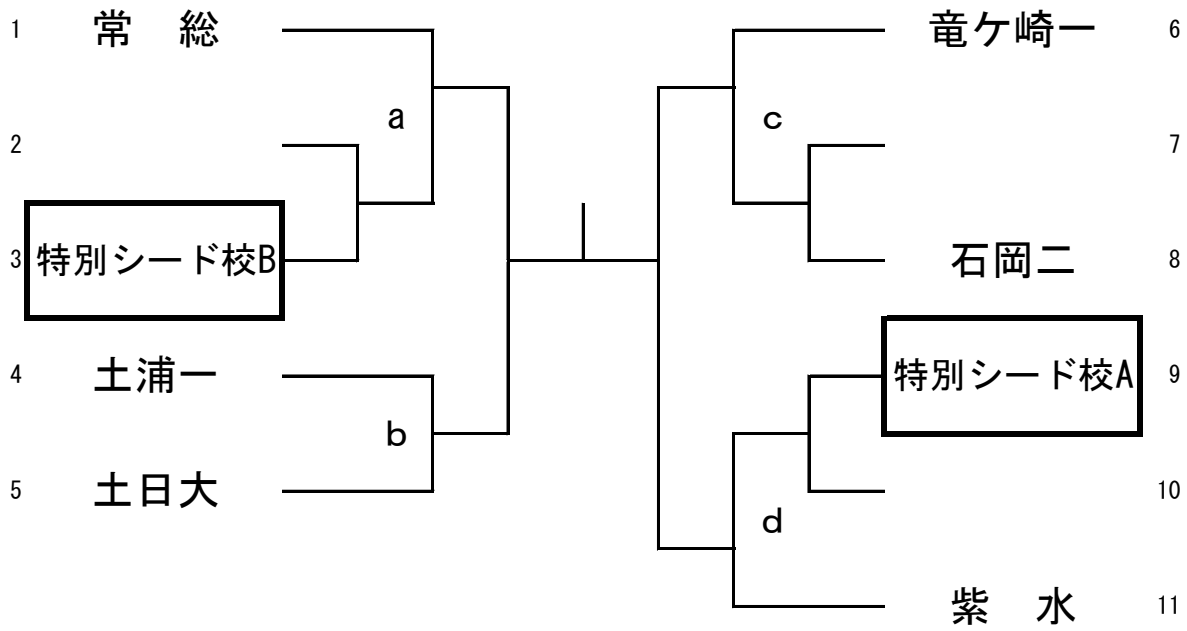 1 常　総
a
2
3 特別シード校B
4 土浦一
b
5 土日大
竜ケ崎一 6
c
7
石岡二 8
特別シード校A 9
10
d
紫　水 11